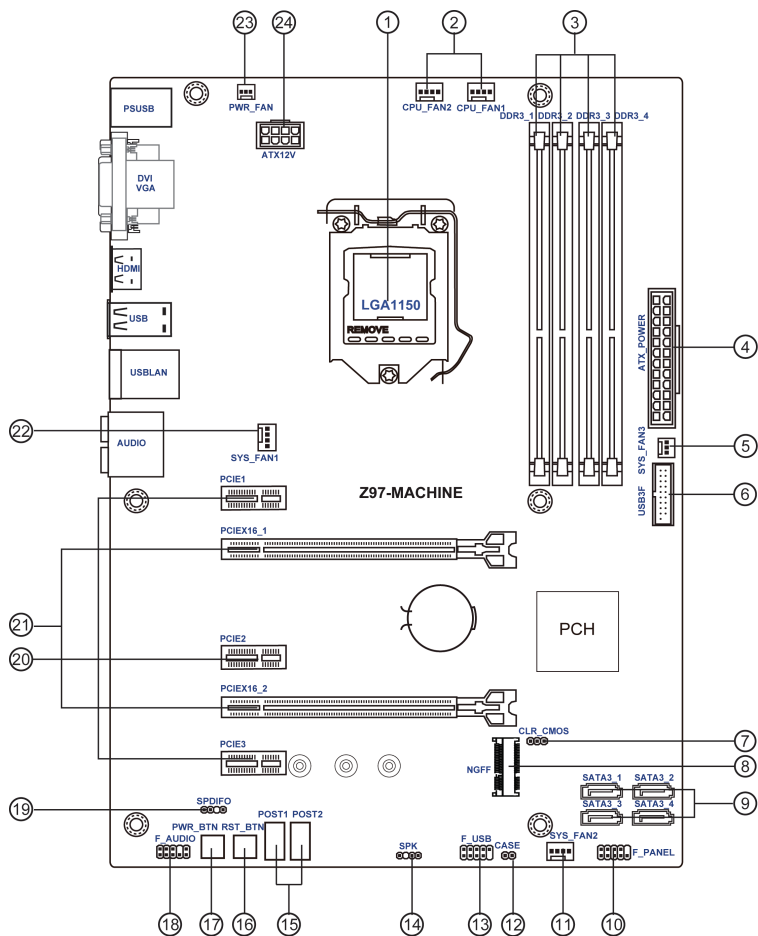 23 24 1 2 3
PWR_FAN
CPU_FAN2 CPU_FAN1
PSUSB
DDR3_1 DDR3_2 DDR3_3 DDR3_4
ATX12V
DVI
VGA
HDMI
LGA1150
USB
REMOVE
ATX_POWER
4
USBLAN
22
AUDIO
SYS_FAN1
SYS_FAN3
5
PCIE1
Z97-MACHINE
USB3F
6
PCIEX16_1
21
PCH
PCIE2
20
PCIEX16_2
CLR_CMOS
7
NGFF
8
PCIE3
SATA3_1 SATA3_2
9
SATA3_3 SATA3_4
19
SPDIFO
POST1 POST2
F_AUDIO PWR_BTN RST_BTN
SPK
F_USB CASE SYS_FAN2
F_PANEL
18 17 16 15 14 13 12 11 10